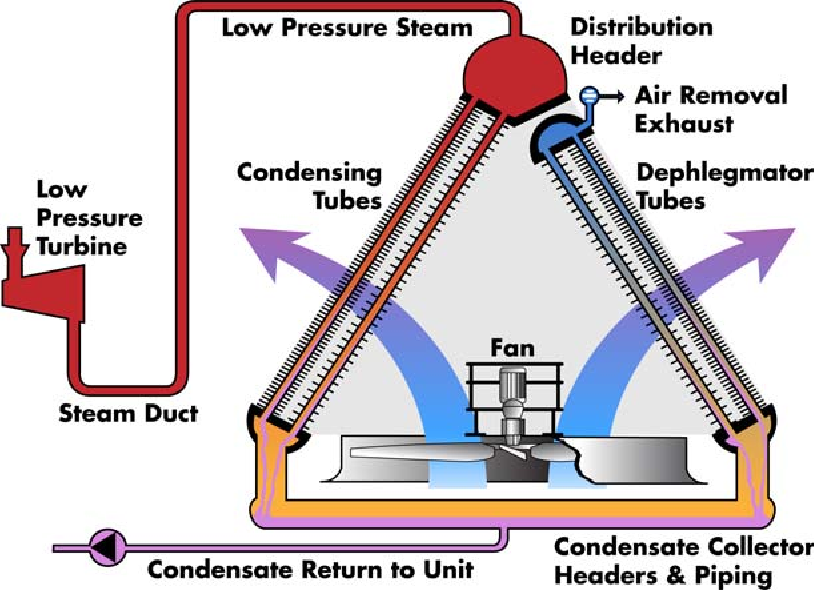 Low Pressure Steam
Distribution
Header
Air Removal
Exhaust
Condensing
Tubes
Dephlegmator
Tubes
Low
Pressure
Turbine
Fan
Steam Duct
Condensate Return to Unit
Condensate Collector
Headers & Piping